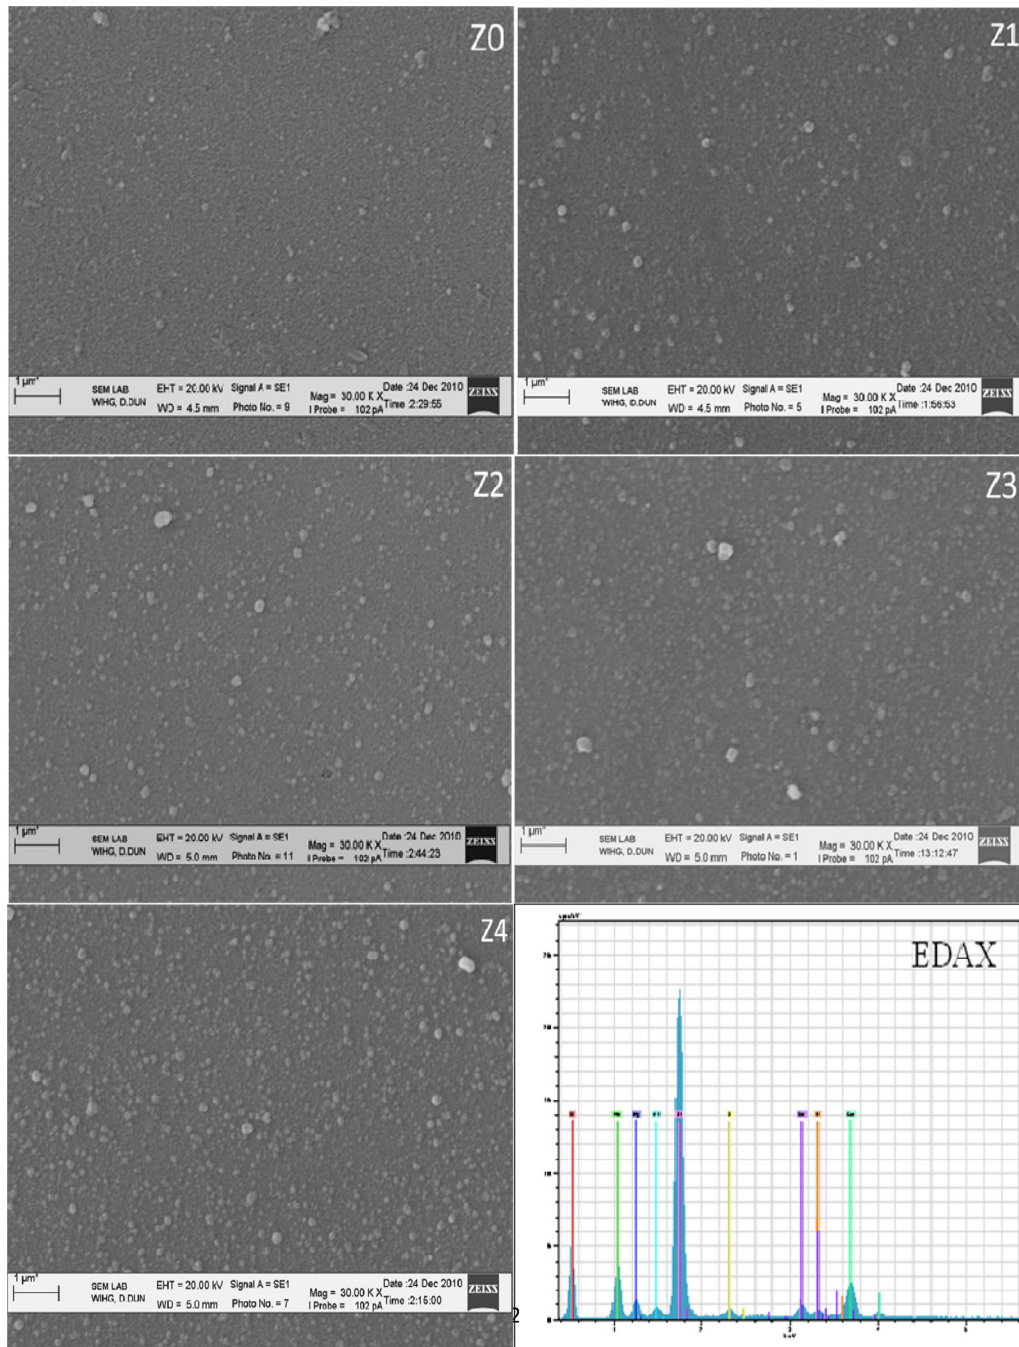 Z0
1 µm*
SEM LAB
WIHG, D.DUN
EHT = 20.00 kV Signal A = SE1
WD = 4.5 mm Photo No. = 9
Mag = 30.00 K X
I Probe = 102 pA
Date :24 Dec 2010
Time :2:29:55
ZEISS
Z1
1 µm*
SEM LAB
WIHG, D.DUN
EHT = 20.00 kV Signal A = SE1
WD = 4.5 mm Photo No. = 5
Mag = 30.00 K X
I Probe = 102 pA
Date :24 Dec 2010
Time :1:56:53
ZEISS
Z2
1 µm*
SEM LAB
WIHG, D.DUN
EHT = 20.00 kV Signal A = SE1
WD = 5.0 mm Photo No. = 11
Mag = 30.00 K X
I Probe = 102 pA
Date :24 Dec 2010
Time :2:44:23
ZEISS
Z3
1 µm*
SEM LAB
WIHG, D.DUN
EHT = 20.00 kV Signal A = SE1
WD = 5.0 mm Photo No. = 1
Mag = 30.00 K X
I Probe = 102 pA
Date :24 Dec 2010
Time :13:12:47
ZEISS
Z4
1 µm*
SEM LAB
WIHG, D.DUN
EHT = 20.00 kV Signal A = SE1
WD = 5.0 mm Photo No. = 7
Mag = 30.00 K X
I Probe = 102 pA
Date :24 Dec 2010
Time :2:15:00
ZEISS
2
EDAX